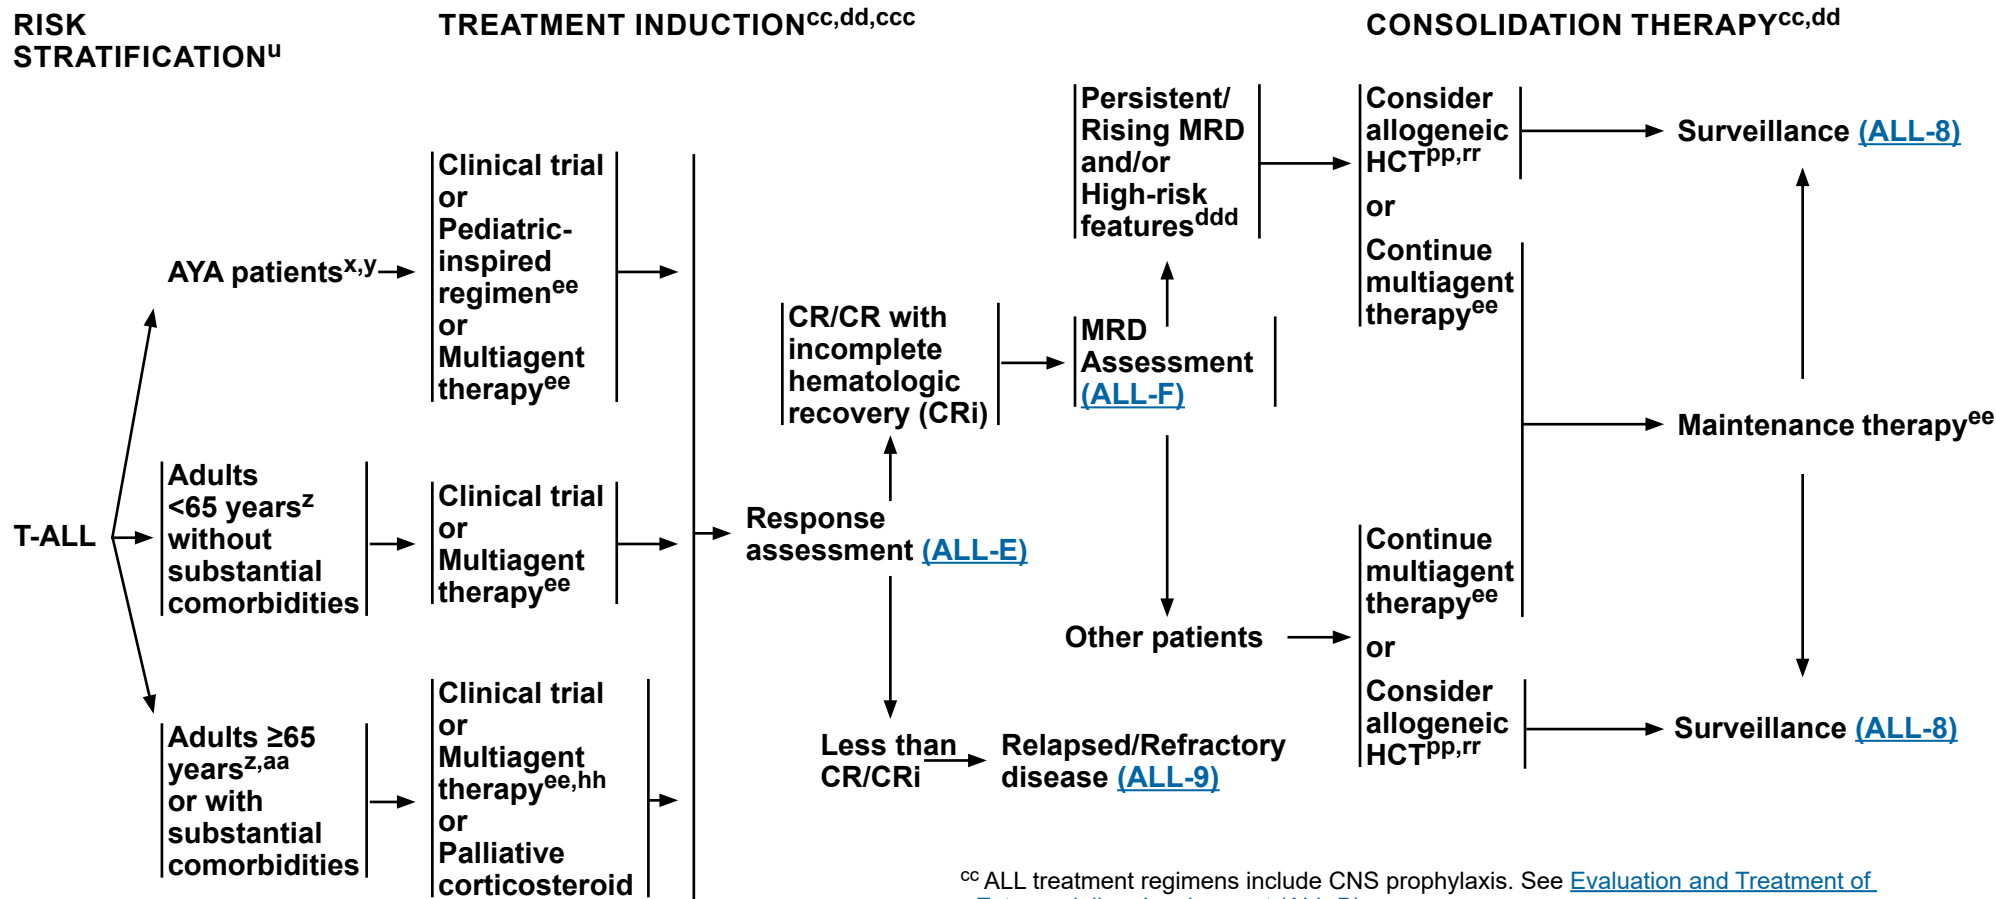 RISK
STRATIFICATIONu
TREATMENT INDUCTIONcc,dd,ccc
CONSOLIDATION THERAPYcc,dd
T-ALL
AYA patientsx,y
Adults
<65 yearsz
without
substantial
comorbidities
Adults ≥65
yearsz,aa
or with
substantial
comorbidities
Clinical trial
or
Pediatric-
inspired
regimenee
or
Multiagent
therapyee
Clinical trial
or
Multiagent
therapyee
Clinical trial
or
Multiagent
therapyee,hh
or
Palliative
corticosteroid
Response
assessment (ALL-E)
CR/CR with
incomplete
hematologic
recovery (CRi)
Less than
CR/CRi
Relapsed/Refractory
disease (ALL-9)
MRD
Assessment
(ALL-F)
Persistent/
Rising MRD
and/or
High-risk
featuresddd
Other patients
Consider
allogeneic
HCTpp,rr
or
Continue
multiagent
therapyee
Continue
multiagent
therapyee
or
Consider
allogeneic
HCTpp,rr
Surveillance (ALL-8)
Maintenance therapyee
Surveillance (ALL-8)
cc ALL treatment regimens include CNS prophylaxis. See Evaluation and Treatment of